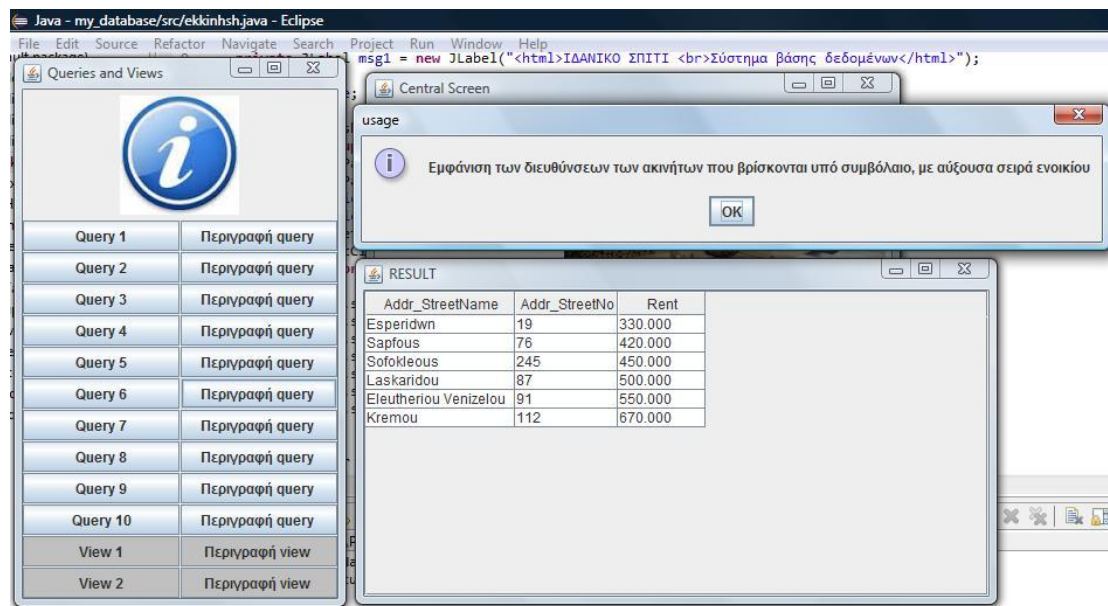 Java - my_database/src/ekkinhsh.java - Eclipse
File Edit Source Refactor Navigate Search Project Run Window Help
msg1 = new JLabel("<html>ΙΔΑΝΙΚΟ ΣΠΙΤΙ <br>Σύστημα βάσης δεδομένων</html>");
Queries and Views
Query 1 Περιγραφή query
Query 2 Περιγραφή query
Query 3 Περιγραφή query
Query 4 Περιγραφή query
Query 5 Περιγραφή query
Query 6 Περιγραφή query
Query 7 Περιγραφή query
Query 8 Περιγραφή query
Query 9 Περιγραφή query
Query 10 Περιγραφή query
View 1 Περιγραφή view
View 2 Περιγραφή view
Central Screen
usage
Εμφάνιση των διευθύνσεων των ακινήτων που βρίσκονται υπό συμβόλαιο, με αύξουσα σειρά ενοικίου
OK
RESULT
Addr_StreetName Addr_StreetNo Rent
Esperidwn 19 330.000
Sapfous 76 420.000
Sofokleous 245 450.000
Laskaridou 87 500.000
Eleutheriou Venizelou 91 550.000
Kremou 112 670.000